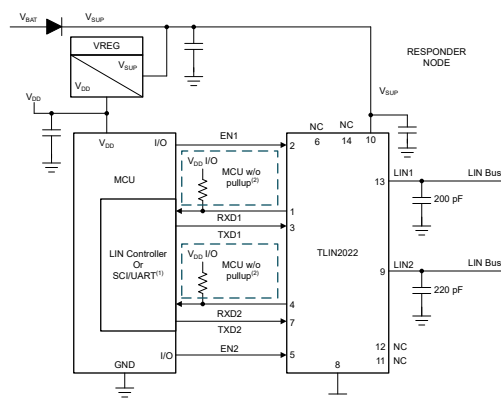 VBAT
VSUP
VREG
VSUP
VDD
VDD
RESPONDER
NODE
VSUP
VDD
I/O
EN1
2
NC
6
NC
14
10
MCU
VDD I/O
MCU w/o
pullup(2)
13
LIN1
LIN Bus
200 pF
1
RXD1
3
TXD1
LIN Controller
Or
SCI/UART(1)
VDD I/O
MCU w/o
pullup(2)
TLIN2022
9
LIN2
LIN Bus
220 pF
4
RXD2
7
TXD2
12
NC
11
NC
I/O
EN2
5
GND
8